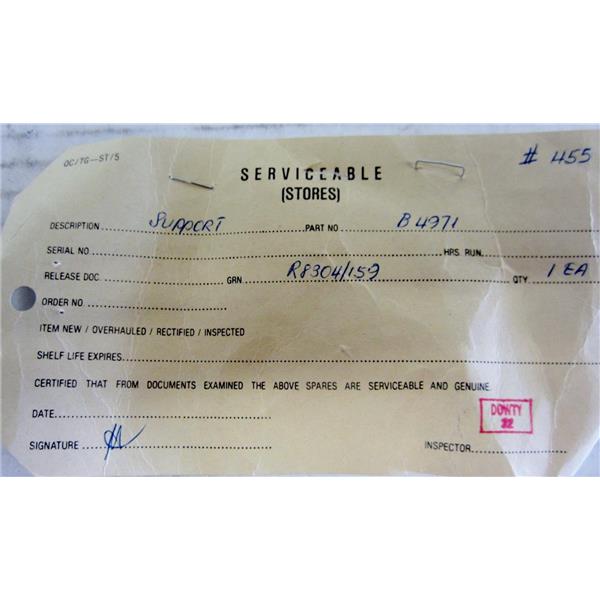 OC/TG—ST/5
# 455
SERVICEABLE
(STORES)
DESCRIPTION SUPPORT PART NO B4971
SERIAL NO HRS RUN
RELEASE DOC. GRN R8304/159 QTY 1 EA
ORDER NO
ITEM NEW / OVERHAULED / RECTIFIED / INSPECTED
SHELF LIFE EXPIRES
CERTIFIED THAT FROM DOCUMENTS EXAMINED THE ABOVE SPARES ARE SERVICEABLE AND GENUINE.
DATE
DOWTY
22
SIGNATURE INSPECTOR